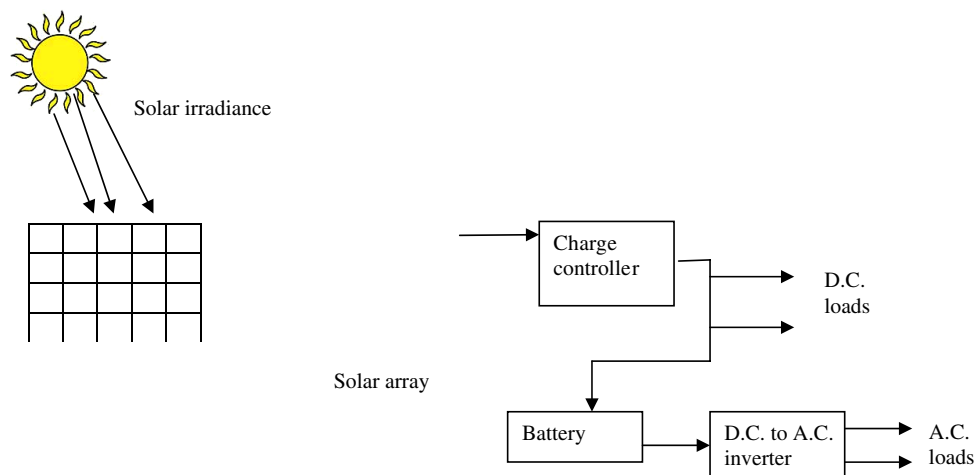 Solar irradiance
Charge
controller
D.C.
loads
Solar array
Battery
D.C. to A.C.
inverter
A.C.
loads